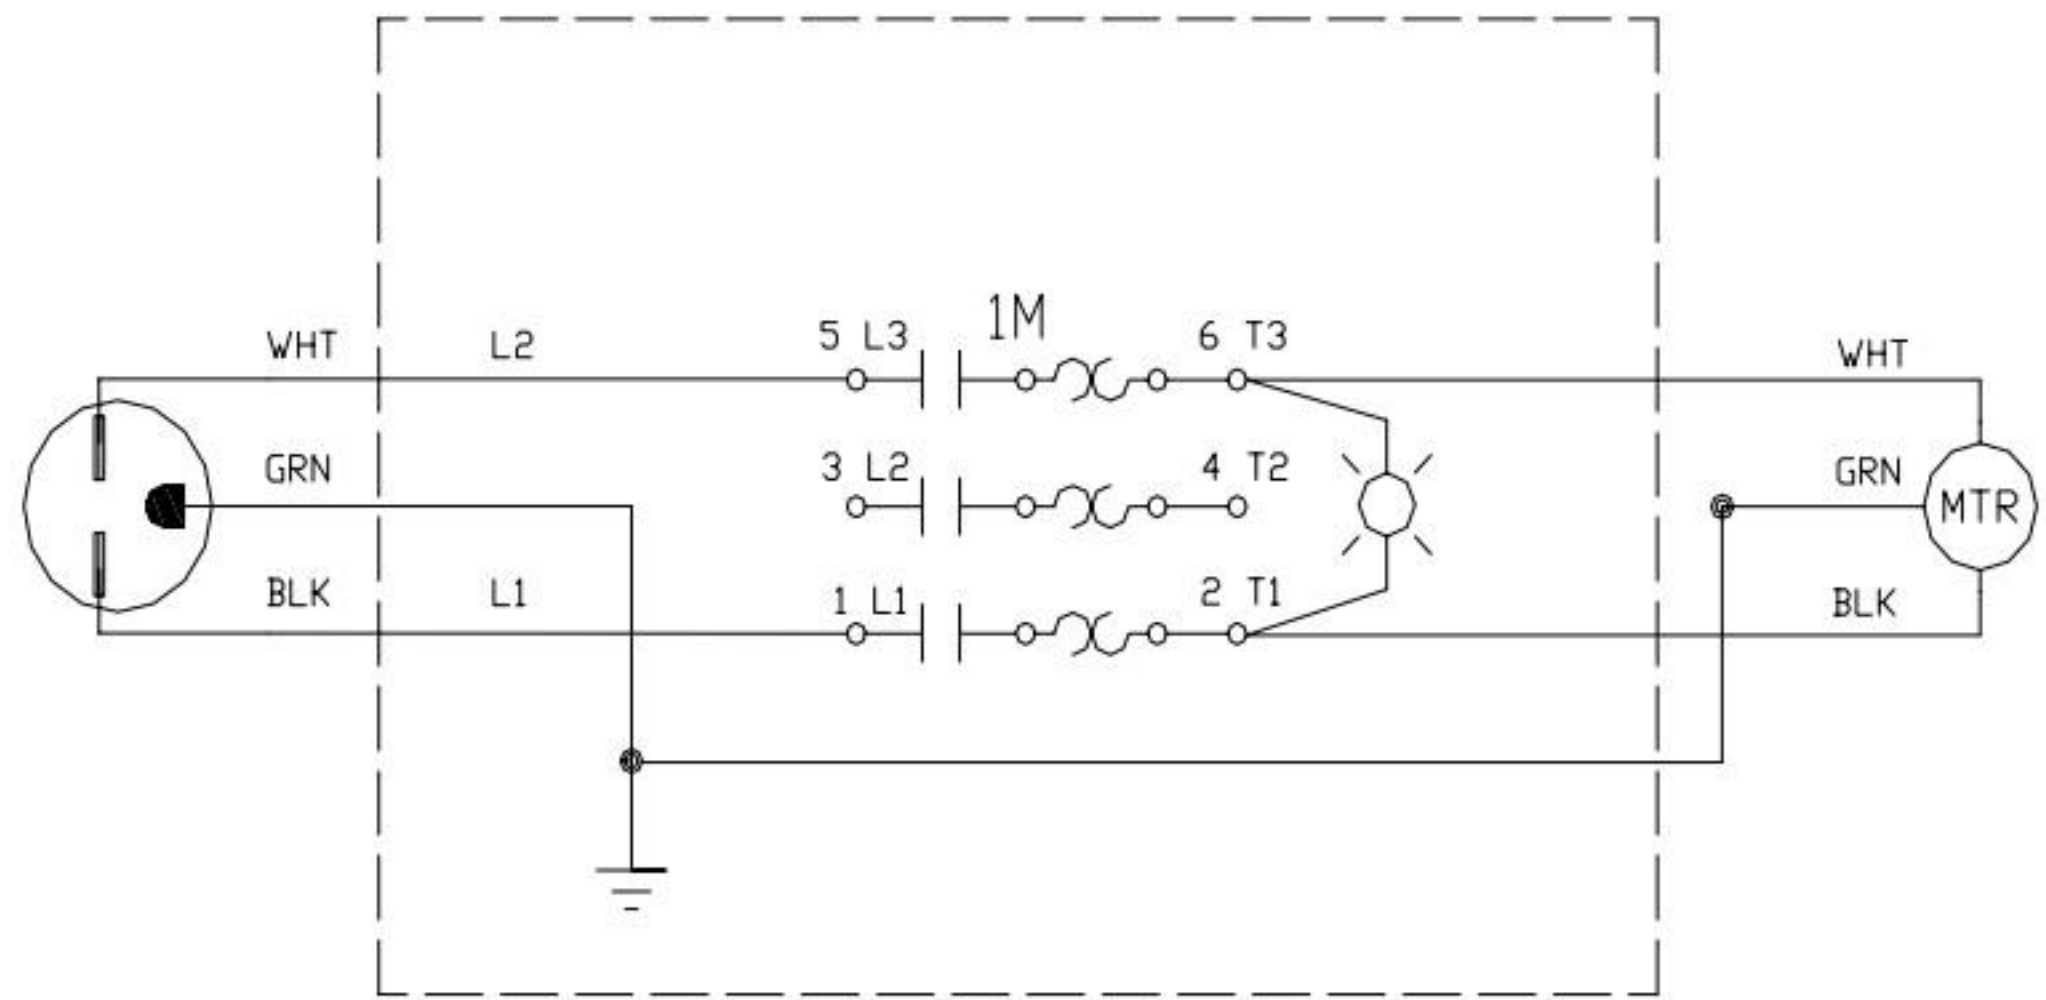 1M
WHT L2 5 L3 6 T3 WHT
GRN 3 L2 4 T2 GRN
MTR
BLK L1 1 L1 2 T1 BLK